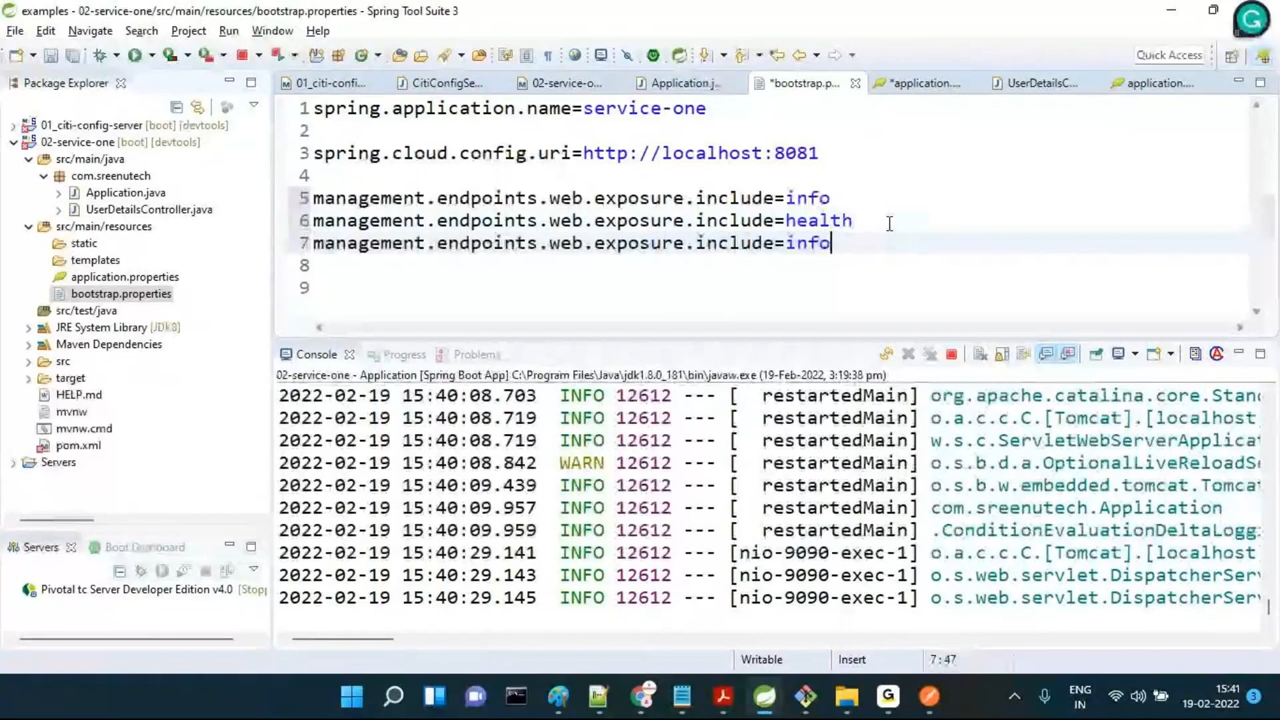 examples - 02-service-one/src/main/resources/bootstrap.properties - Spring Tool Suite 3
File Edit Navigate Search Project Run Window Help
Quick Access
Package Explorer
01_citi-confi... CitiConfigSe... 02-service-o... Application.j... *bootstrap.p... *application.... UserDetailsC... application....
01_citi-config-server [boot] [devtools]
02-service-one [boot] [devtools]
src/main/java
com.sreenutech
Application.java
UserDetailsController.java
src/main/resources
static
templates
application.properties
bootstrap.properties
src/test/java
JRE System Library [JDk8]
Maven Dependencies
src
target
HELP.md
mvnw
mvnw.cmd
pom.xml
Servers
1 spring.application.name=service-one
2
3 spring.cloud.config.uri=http://localhost:8081
4
5 management.endpoints.web.exposure.include=info
6 management.endpoints.web.exposure.include=health
7 management.endpoints.web.exposure.include=info
8
9
Servers Boot Dashboard
Pivotal tc Server Developer Edition v4.0 [Stopp
Console Progress Problems
02-service-one - Application [Spring Boot App] C:\Program Files\Java\jdk1.8.0_181\bin\javaw.exe (19-Feb-2022, 3:19:38 pm)
2022-02-19 15:40:08.703 INFO 12612 --- [ restartedMain] org.apache.catalina.core.Stan
2022-02-19 15:40:08.719 INFO 12612 --- [ restartedMain] o.a.c.c.C.[Tomcat].[localhost
2022-02-19 15:40:08.719 INFO 12612 --- [ restartedMain] w.s.c.ServletWebServerApplica
2022-02-19 15:40:08.842 WARN 12612 --- [ restartedMain] o.s.b.d.a.OptionalLiveReloadSe
2022-02-19 15:40:09.439 INFO 12612 --- [ restartedMain] o.s.b.w.embedded.tomcat.Tomca
2022-02-19 15:40:09.957 INFO 12612 --- [ restartedMain] com.sreenutech.Application
2022-02-19 15:40:09.959 INFO 12612 --- [ restartedMain] .ConditionEvaluationDeltaLogg
2022-02-19 15:40:29.141 INFO 12612 --- [nio-9090-exec-1] o.a.c.c.C.[Tomcat].[localhost
2022-02-19 15:40:29.143 INFO 12612 --- [nio-9090-exec-1] o.s.web.servlet.DispatcherSer
2022-02-19 15:40:29.145 INFO 12612 --- [nio-9090-exec-1] o.s.web.servlet.DispatcherSer
Writable Insert 7:47
ENG
IN
15:41
19-02-2022
3